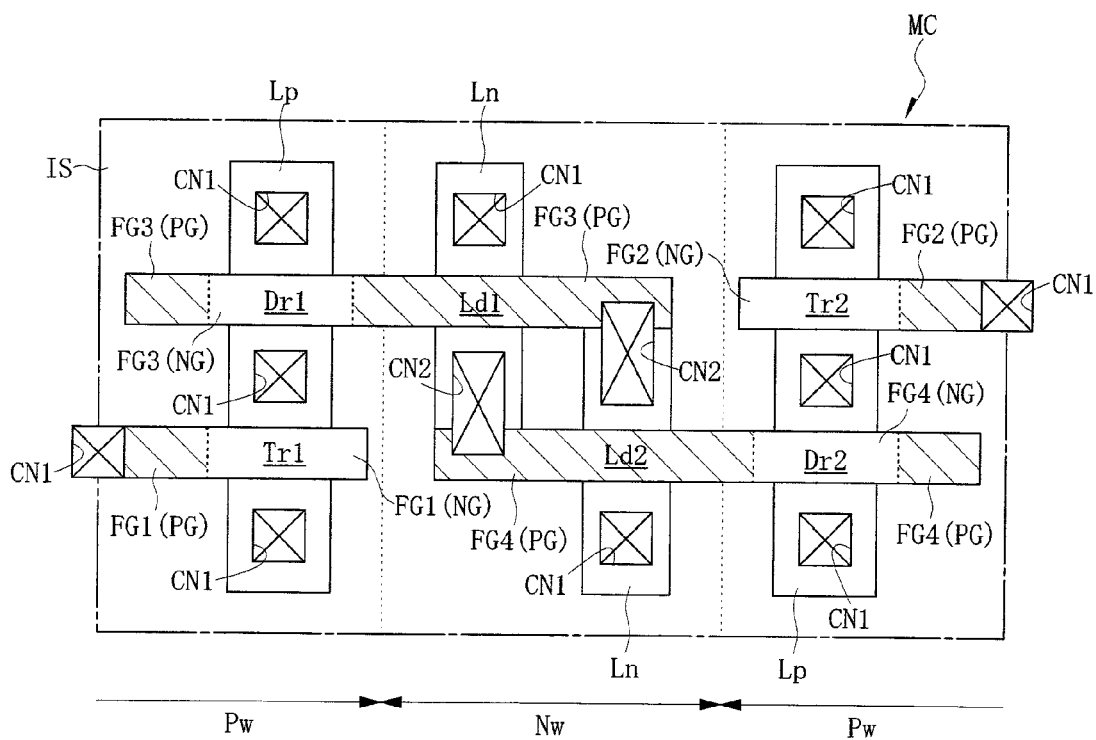 MC
Lp
Ln
IS
CN1
CN1
CN1
FG3(PG)
FG3(PG)
FG2(PG)
FG2(NG)
CN1
Dr1
Ld1
Tr2
FG3(NG)
CN2
CN2
CN1
CN1
FG4(NG)
CN1
Tr1
Ld2
Dr2
FG1(PG)
FG1(NG)
FG4(PG)
FG4(PG)
CN1
CN1
CN1
Ln
Lp
Pw
Nw
Pw